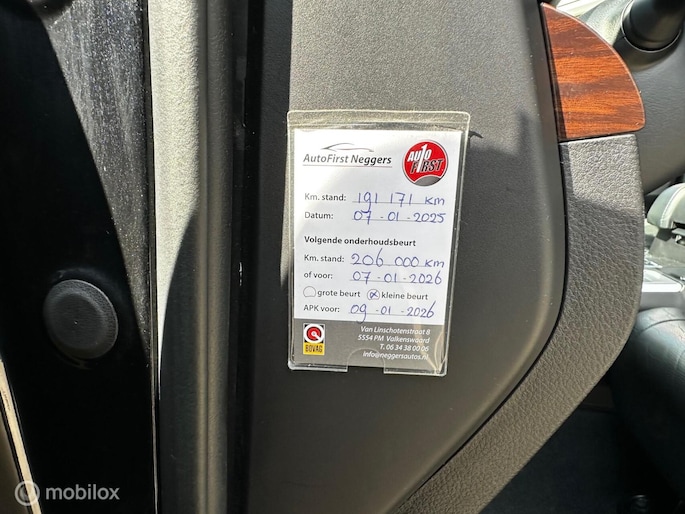 AutoFirst Neggers
AUTO FIRST
Km. stand: 191 171 KM
Datum: 07-01-2025
Volgende onderhoudsbeurt
Km. stand: 206 000 KM
of voor: 07-01-2026
grote beurt kleine beurt
APK voor: 09-01-2026
BOVAG
Van Linschotenstraat 8
5554 PM Valkenswaard
T. 06 34 38 00 06
info@neggersautos.nl
mobilox